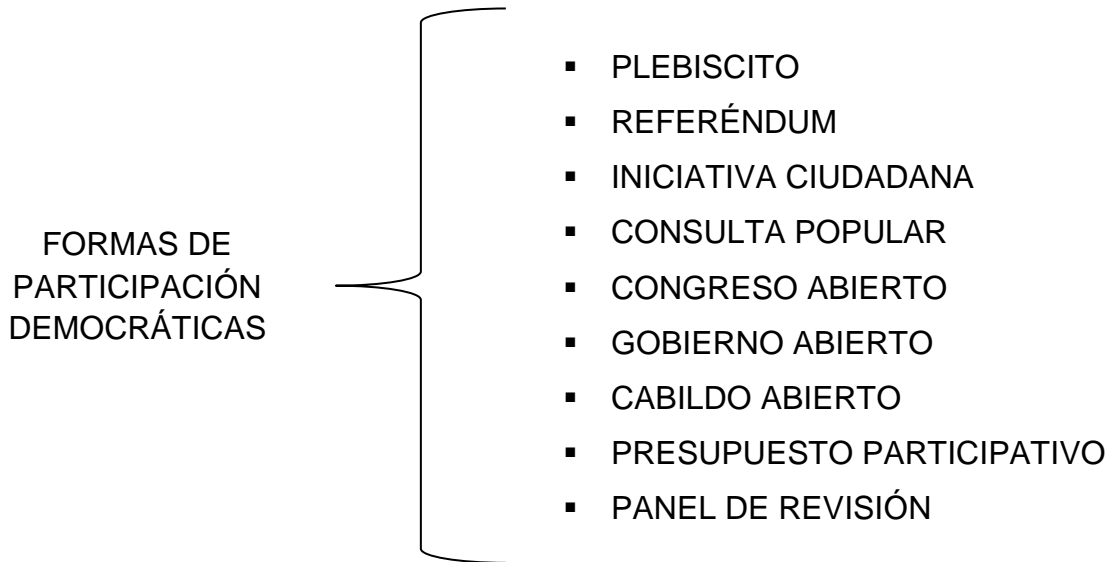 FORMAS DE
PARTICIPACIÓN
DEMOCRÁTICAS
▪ PLEBISCITO
▪ REFERÉNDUM
▪ INICIATIVA CIUDADANA
▪ CONSULTA POPULAR
▪ CONGRESO ABIERTO
▪ GOBIERNO ABIERTO
▪ CABILDO ABIERTO
▪ PRESUPUESTO PARTICIPATIVO
▪ PANEL DE REVISIÓN